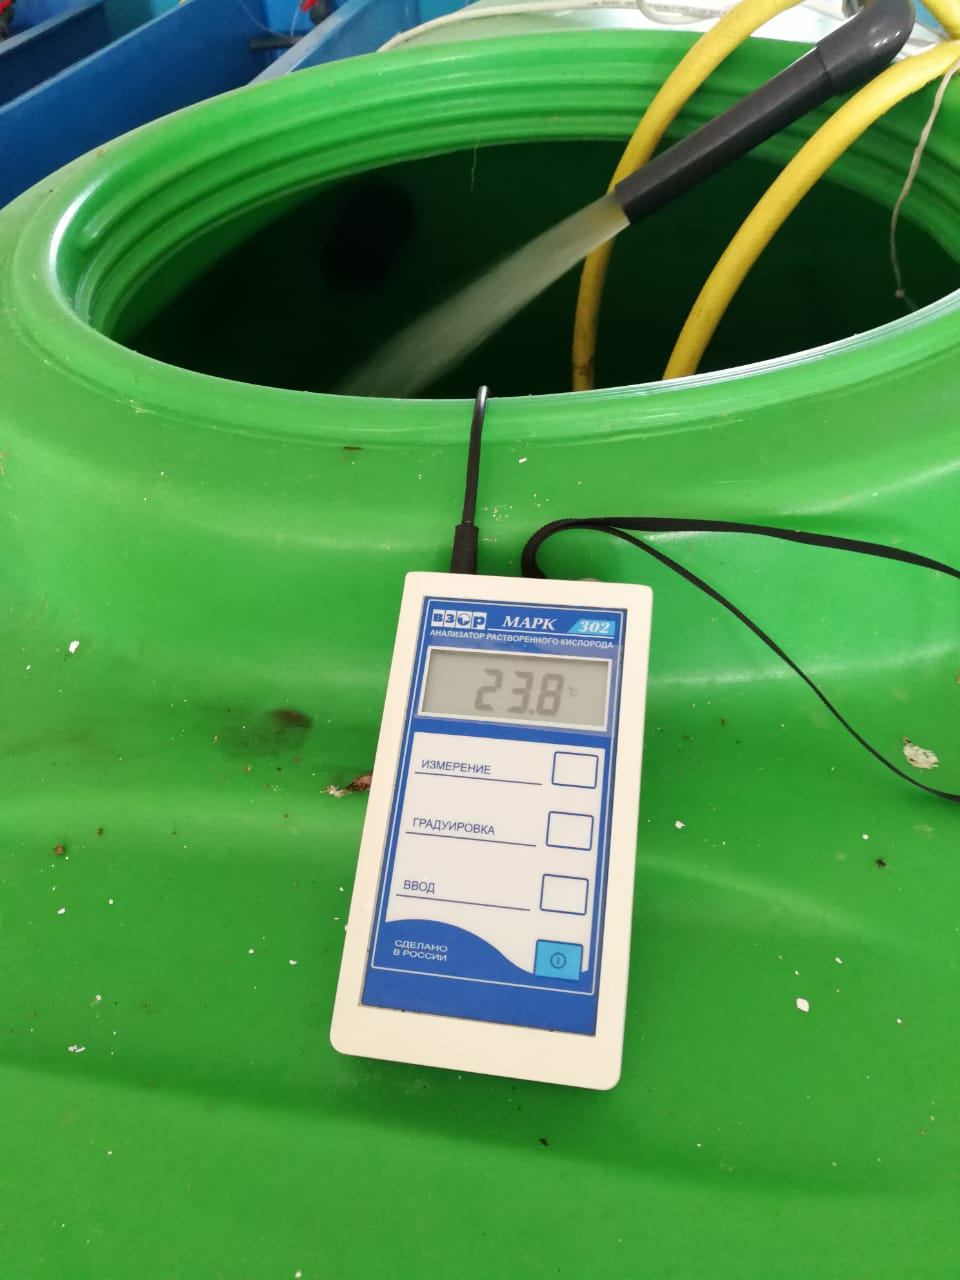 ВЗОР МАРК 302
АНАЛИЗАТОР РАСТВОРЕННОГО КИСЛОРОДА
23.8 °C
ИЗМЕРЕНИЕ
ГРАДУИРОВКА
ВВОД
СДЕЛАНО
В РОССИИ